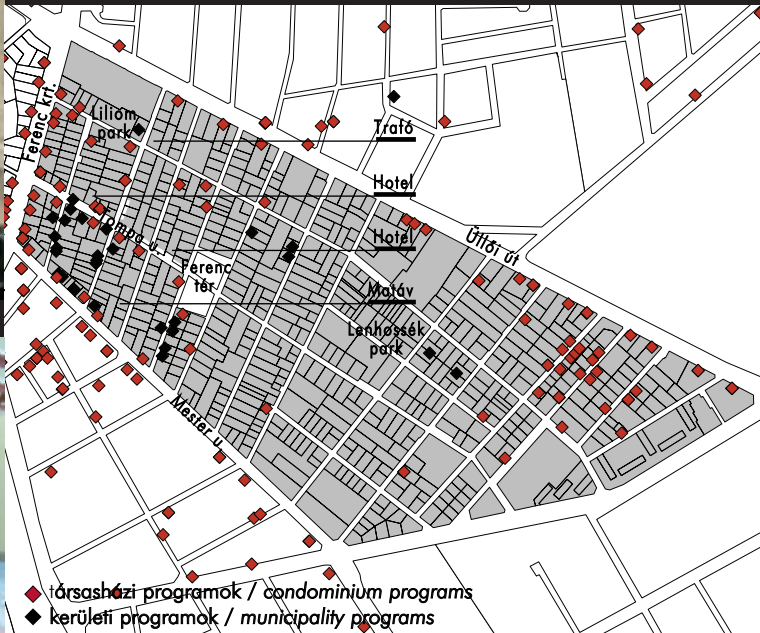 Ferenc krt.
Liliom
park
Trafó
Hotel
Tompa u.
Hotel
Üllői út
Ferenc
tér
Matáv
Lenhossék
park
Mester u.
társasházi programok / condominium programs
kerületi programok / municipality programs